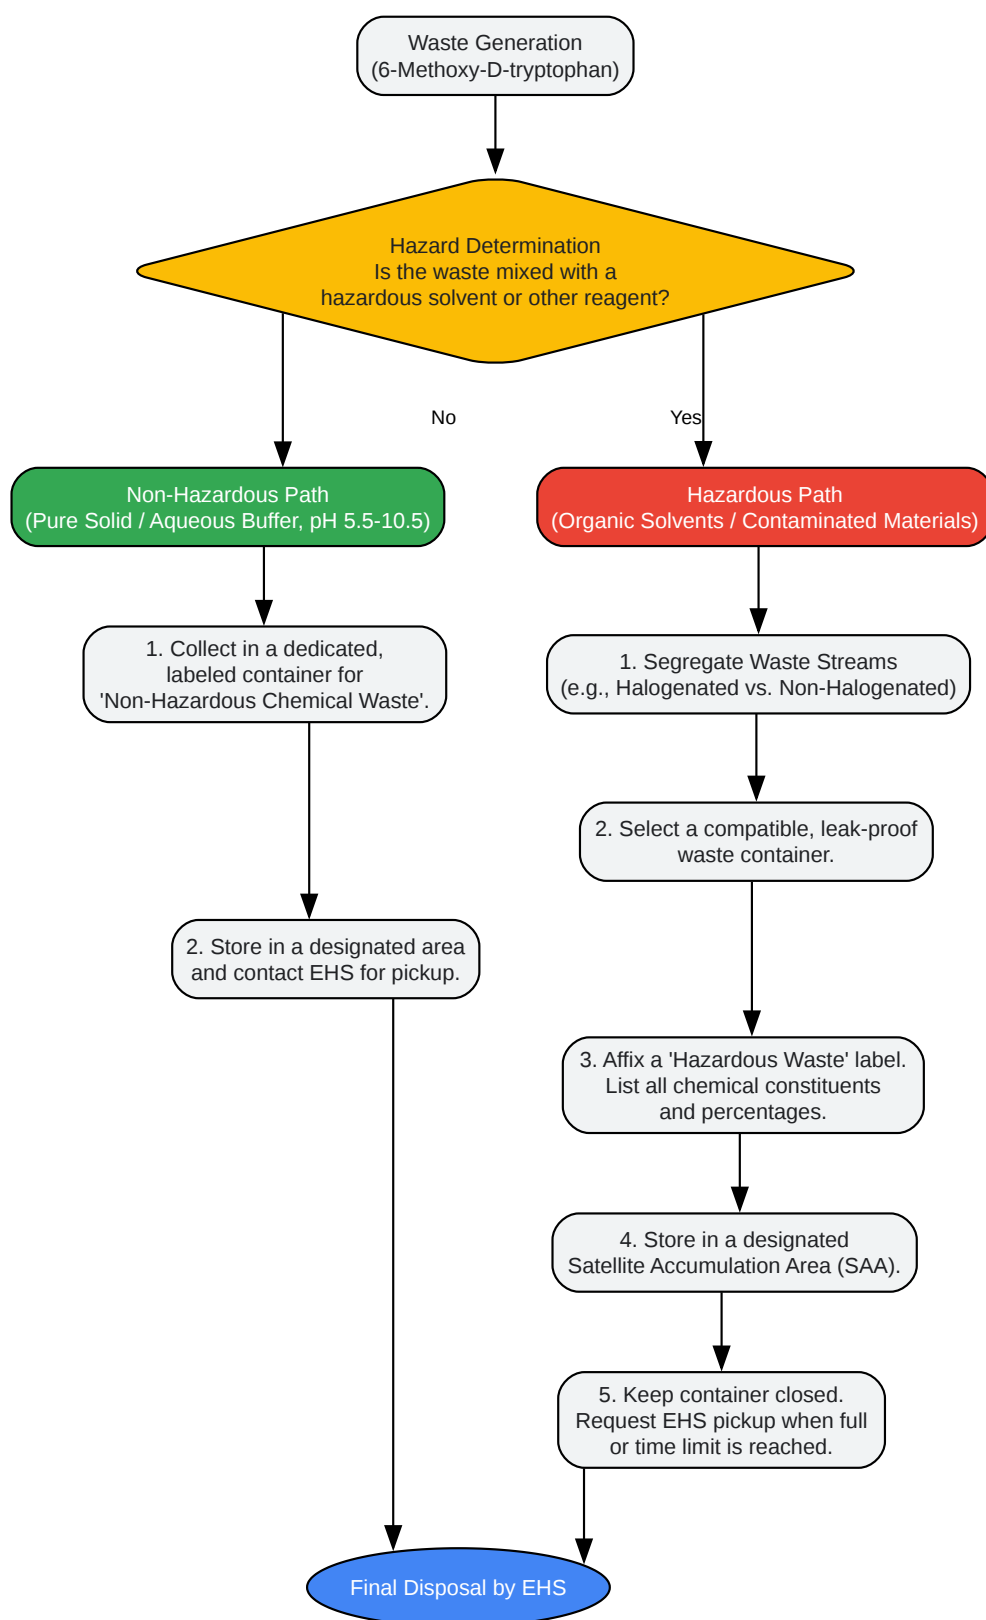 Waste Generation
(6-Methoxy-D-tryptophan)
Hazard Determination
Is the waste mixed with a
hazardous solvent or other reagent?
No
Yes
Non-Hazardous Path
(Pure Solid / Aqueous Buffer, pH 5.5-10.5)
Hazardous Path
(Organic Solvents / Contaminated Materials)
1. Collect in a dedicated,
labeled container for
'Non-Hazardous Chemical Waste'.
1. Segregate Waste Streams
(e.g., Halogenated vs. Non-Halogenated)
2. Select a compatible, leak-proof
waste container.
2. Store in a designated area
and contact EHS for pickup.
3. Affix a 'Hazardous Waste' label.
List all chemical constituents
and percentages.
4. Store in a designated
Satellite Accumulation Area (SAA).
5. Keep container closed.
Request EHS pickup when full
or time limit is reached.
Final Disposal by EHS